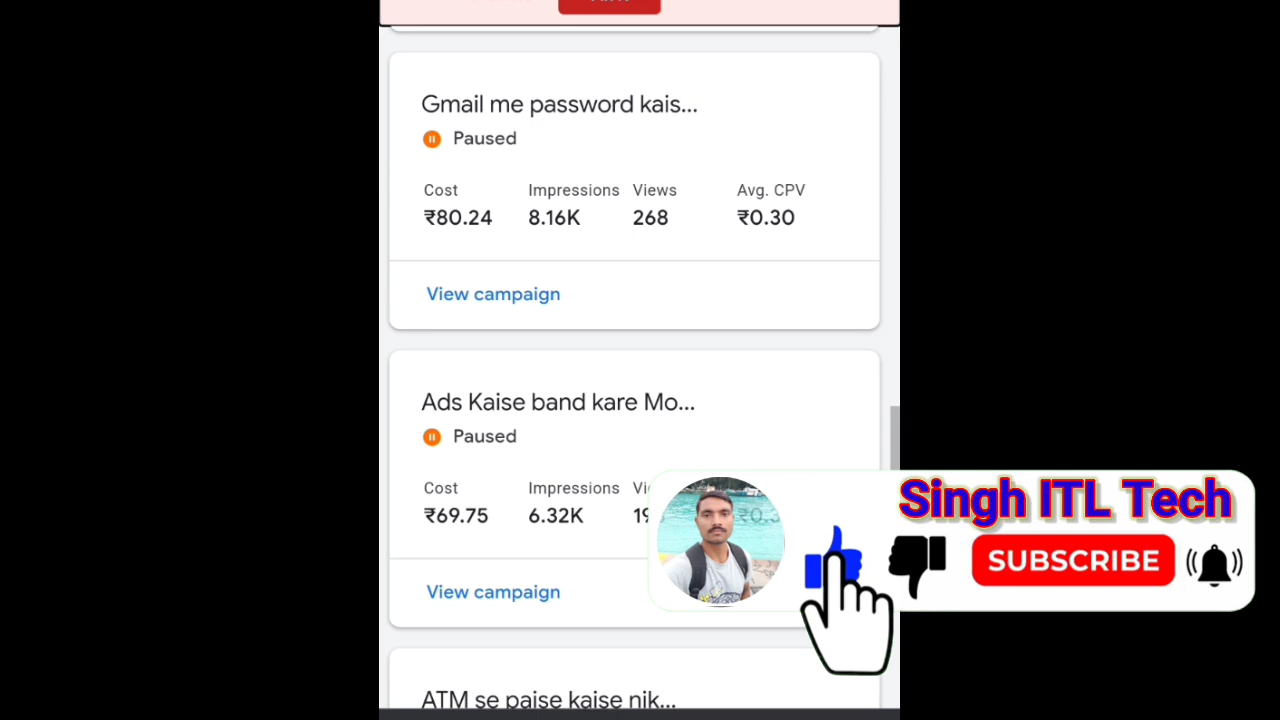 Gmail me password kais...
Paused
Cost Impressions Views Avg. CPV
₹80.24 8.16K 268 ₹0.30
View campaign
Ads Kaise band kare Mo...
Paused
Cost Impressions
₹69.75 6.32K
Singh ITL Tech
SUBSCRIBE
View campaign
ATM se paise kaise nik...